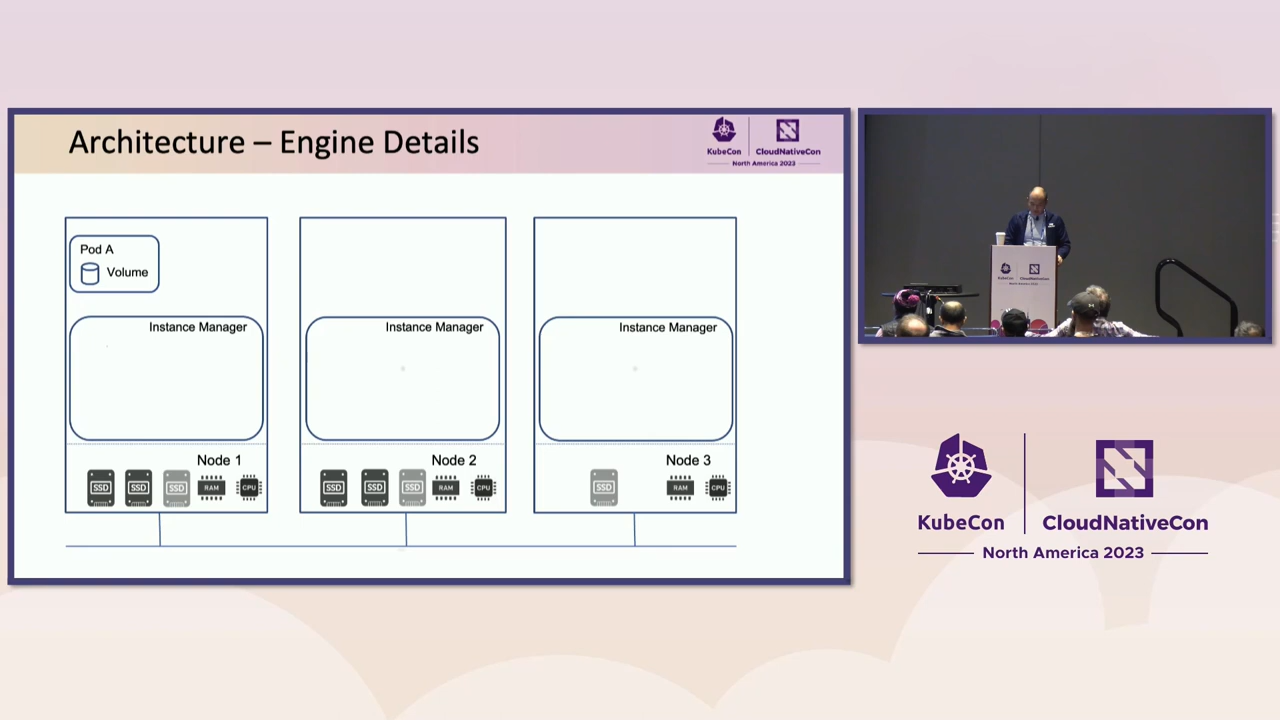 Architecture – Engine Details
KubeCon
CloudNativeCon
North America 2023
Pod A
Volume
Instance Manager
Instance Manager
Instance Manager
Node 1
SSD
SSD
SSD
RAM
CPU
Node 2
SSD
SSD
SSD
RAM
CPU
Node 3
SSD
RAM
CPU
KubeCon
CloudNativeCon
North America 2023